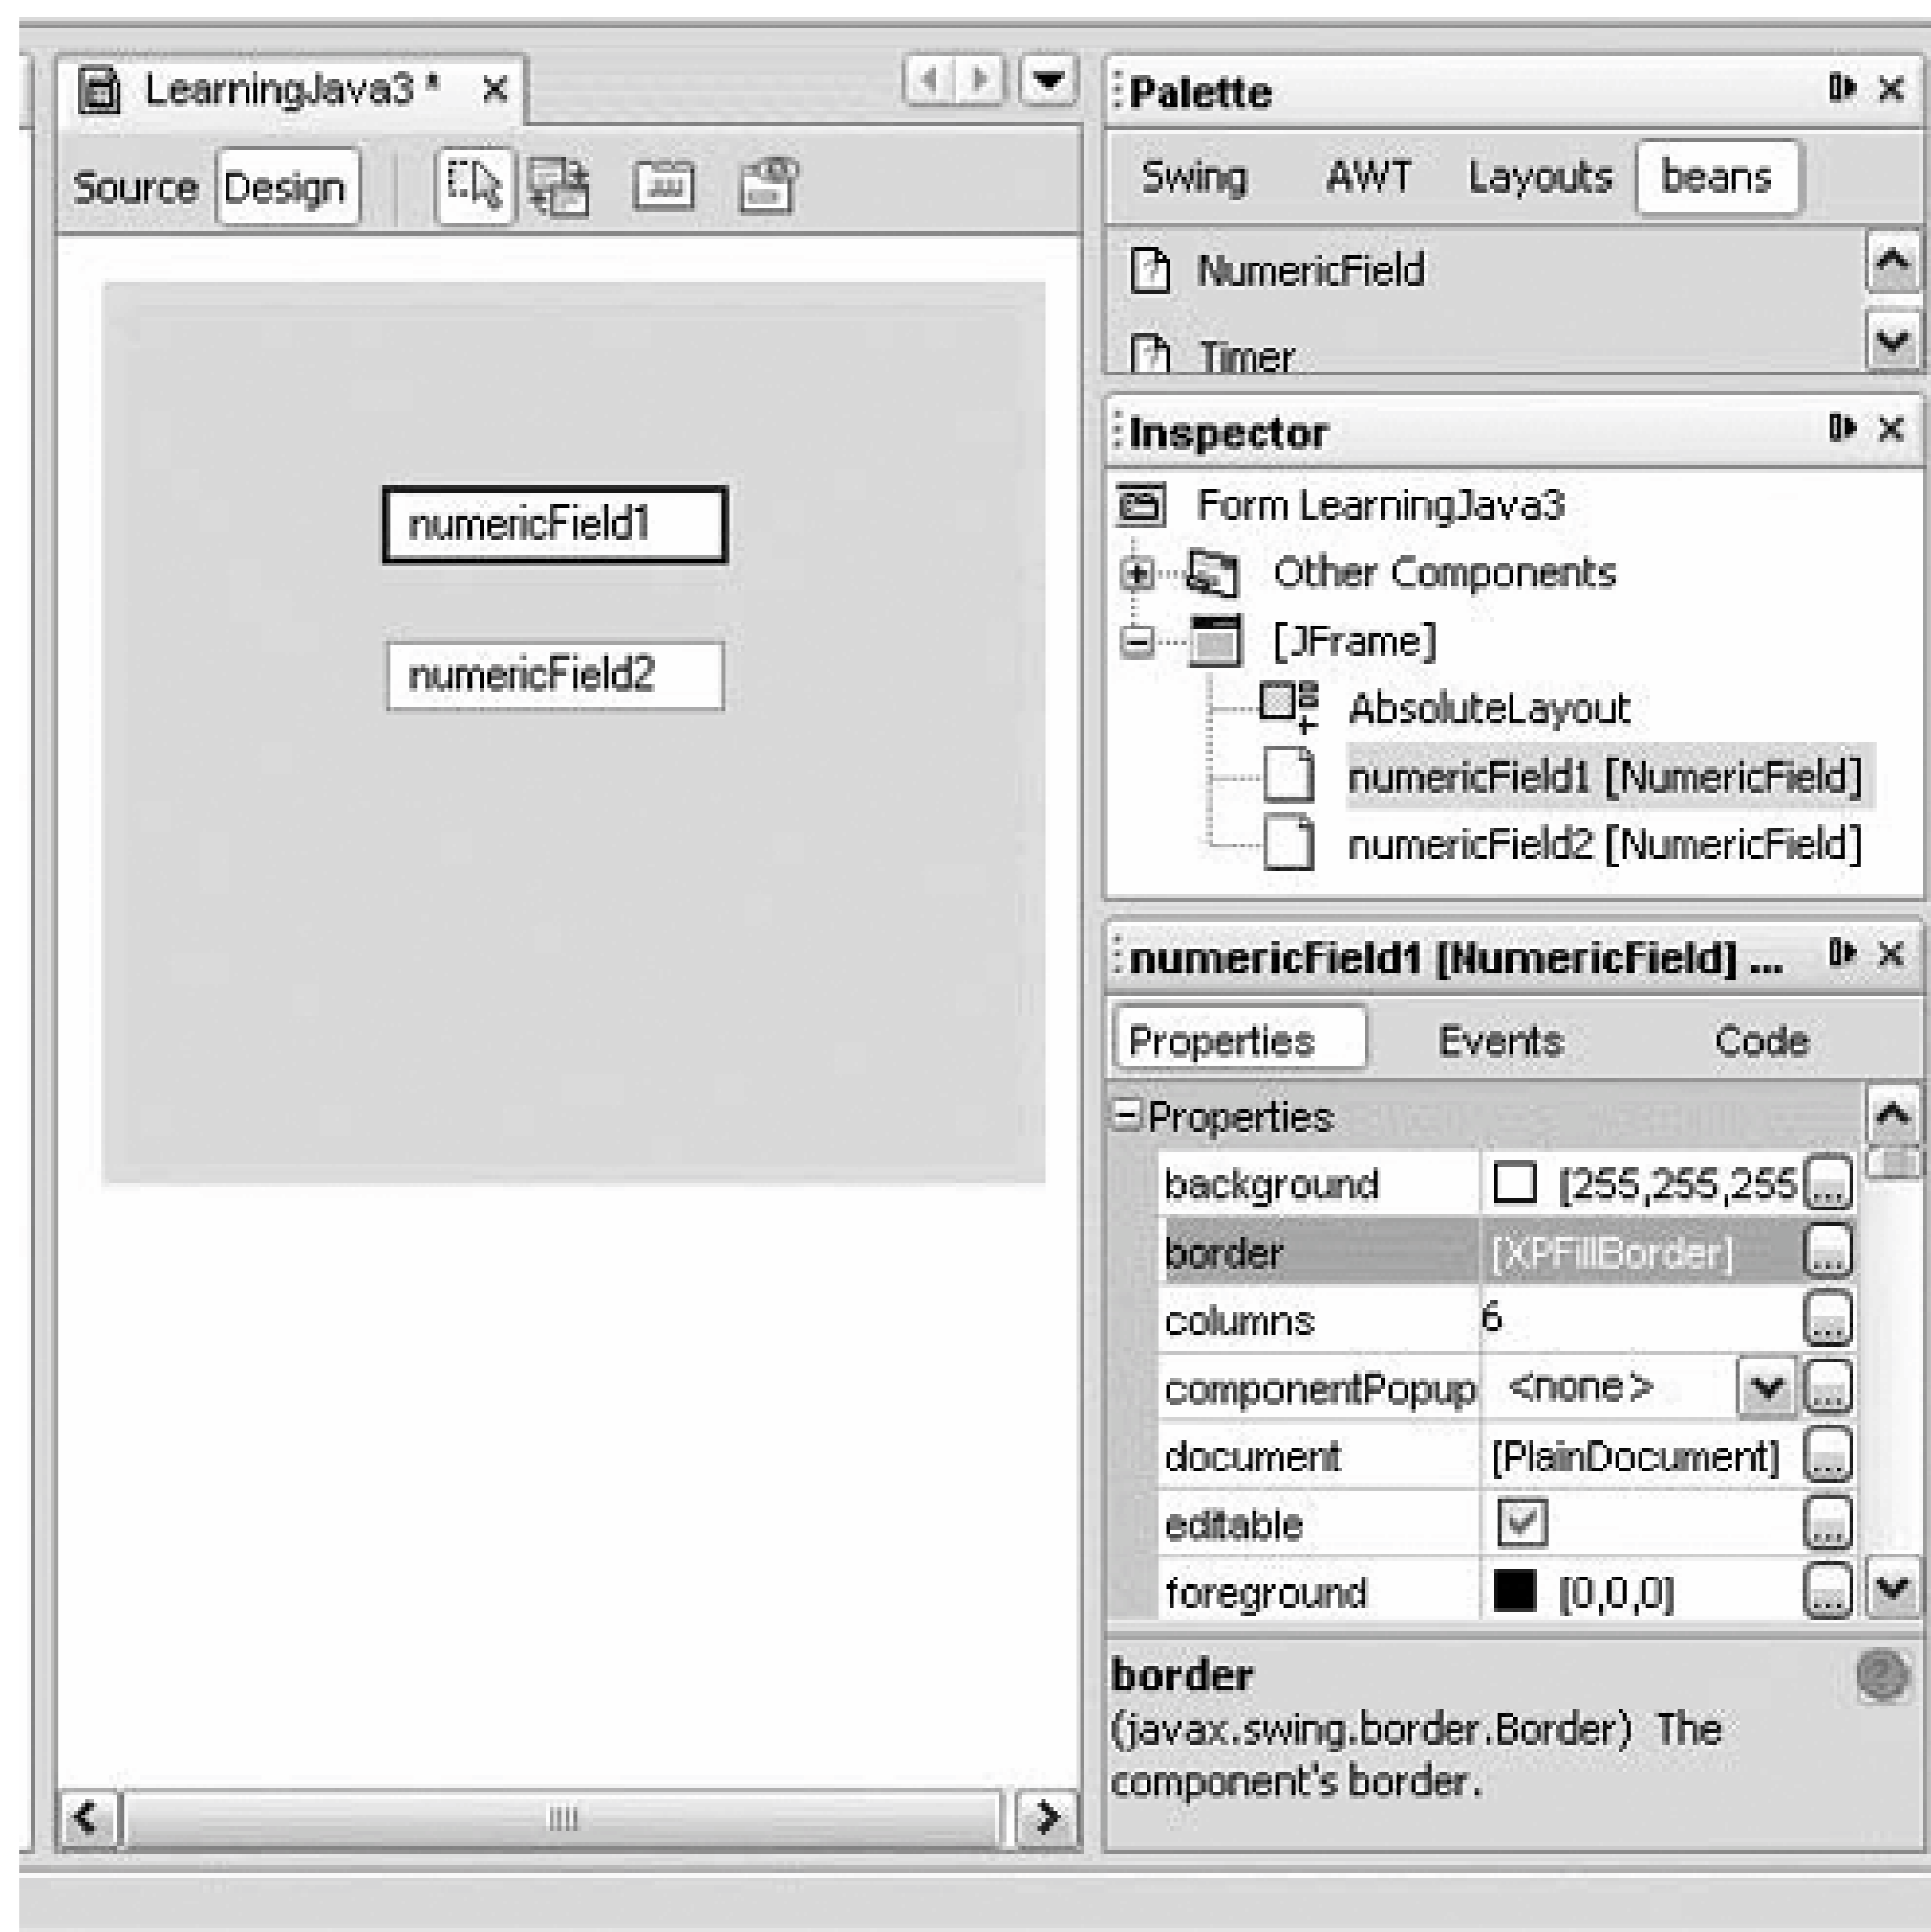 LearningJava3 *
Source Design
numericField1
numericField2
Palette
Swing AWT Layouts beans
NumericField
Timer
Inspector
Form LearningJava3
Other Components
[JFrame]
AbsoluteLayout
numericField1 [NumericField]
numericField2 [NumericField]
numericField1 [NumericField] ...
Properties Events Code
Properties
background [255,255,255 ...
border [XPFillBorder] ...
columns 6 ...
componentPopup <none> ...
document [PlainDocument] ...
editable ...
foreground [0,0,0] ...
border
(javax.swing.border.Border) The
component's border.